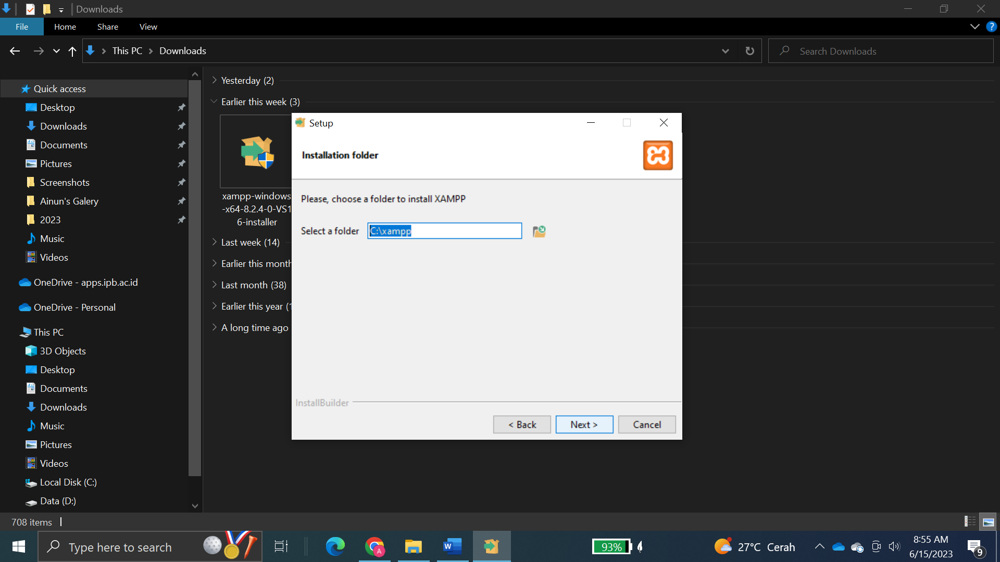 Downloads
File Home Share View
This PC Downloads
Search Downloads
Quick access
Desktop
Downloads
Documents
Pictures
Screenshots
Ainun's Galery
2023
Music
Videos
OneDrive - apps.ipb.ac.id
OneDrive - Personal
This PC
3D Objects
Desktop
Documents
Downloads
Music
Pictures
Videos
Local Disk (C:)
Data (D:)
Yesterday (2)
Earlier this week (3)
xampp-windows
-x64-8.2.4-0-VS1
6-installer
Last week (14)
Earlier this month
Last month (38)
Earlier this year (1
A long time ago
Setup
Installation folder
Please, choose a folder to install XAMPP
Select a folder C:\xampp
InstallBuilder
< Back Next > Cancel
708 items
Type here to search
93%
27°C Cerah
8:55 AM
6/15/2023
9